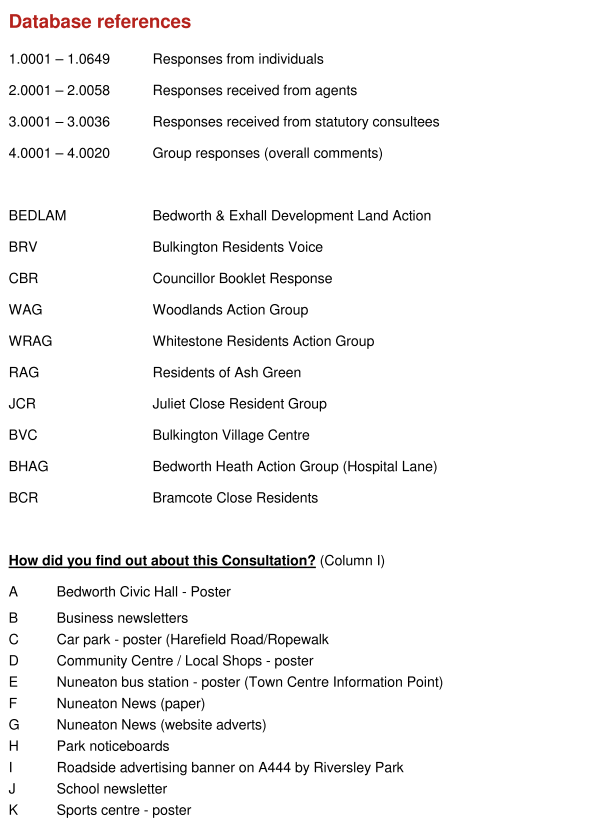 Database references
1.0001 – 1.0649 Responses from individuals
2.0001 – 2.0058 Responses received from agents
3.0001 – 3.0036 Responses received from statutory consultees
4.0001 – 4.0020 Group responses (overall comments)
BEDLAM Bedworth & Exhall Development Land Action
BRV Bulkington Residents Voice
CBR Councillor Booklet Response
WAG Woodlands Action Group
WRAG Whitestone Residents Action Group
RAG Residents of Ash Green
JCR Juliet Close Resident Group
BVC Bulkington Village Centre
BHAG Bedworth Heath Action Group (Hospital Lane)
BCR Bramcote Close Residents
How did you find out about this Consultation? (Column I)
A Bedworth Civic Hall - Poster
B Business newsletters
C Car park - poster (Harefield Road/Ropewalk
D Community Centre / Local Shops - poster
E Nuneaton bus station - poster (Town Centre Information Point)
F Nuneaton News (paper)
G Nuneaton News (website adverts)
H Park noticeboards
I Roadside advertising banner on A444 by Riversley Park
J School newsletter
K Sports centre - poster